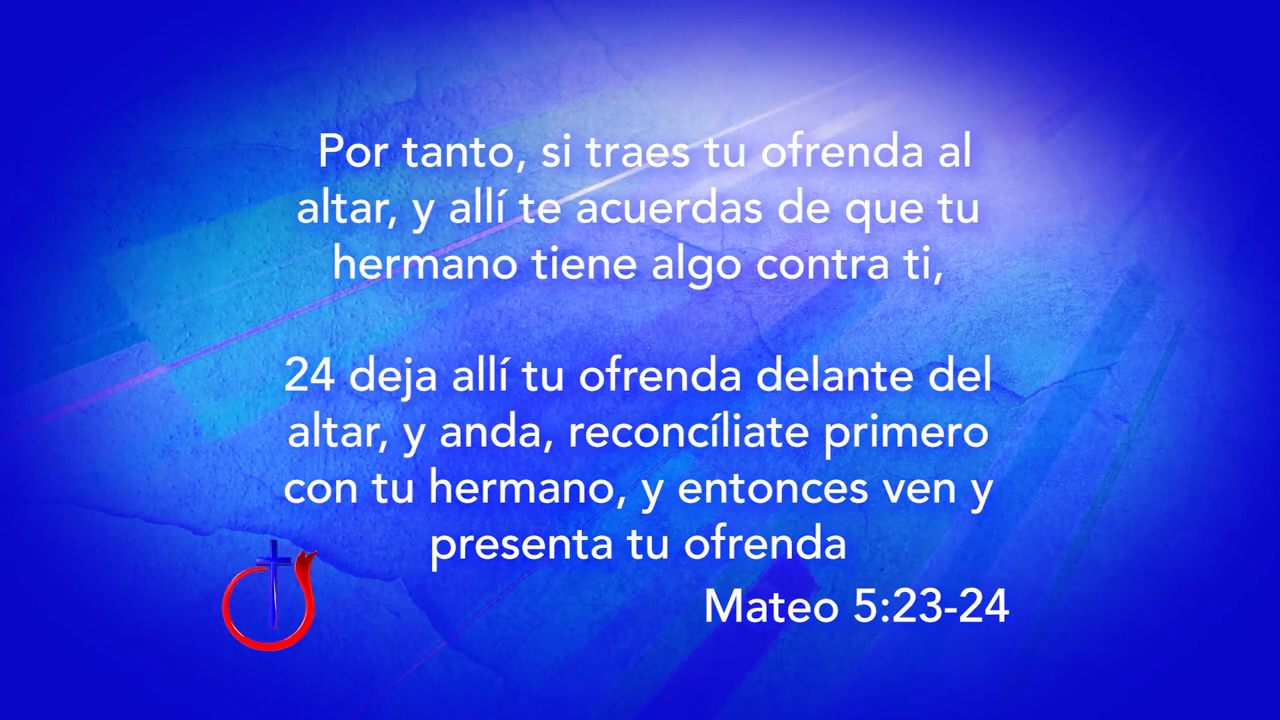 Por tanto, si traes tu ofrenda al
altar, y allí te acuerdas de que tu
hermano tiene algo contra ti,
24 deja allí tu ofrenda delante del
altar, y anda, reconcíliate primero
con tu hermano, y entonces ven y
presenta tu ofrenda
Mateo 5:23-24